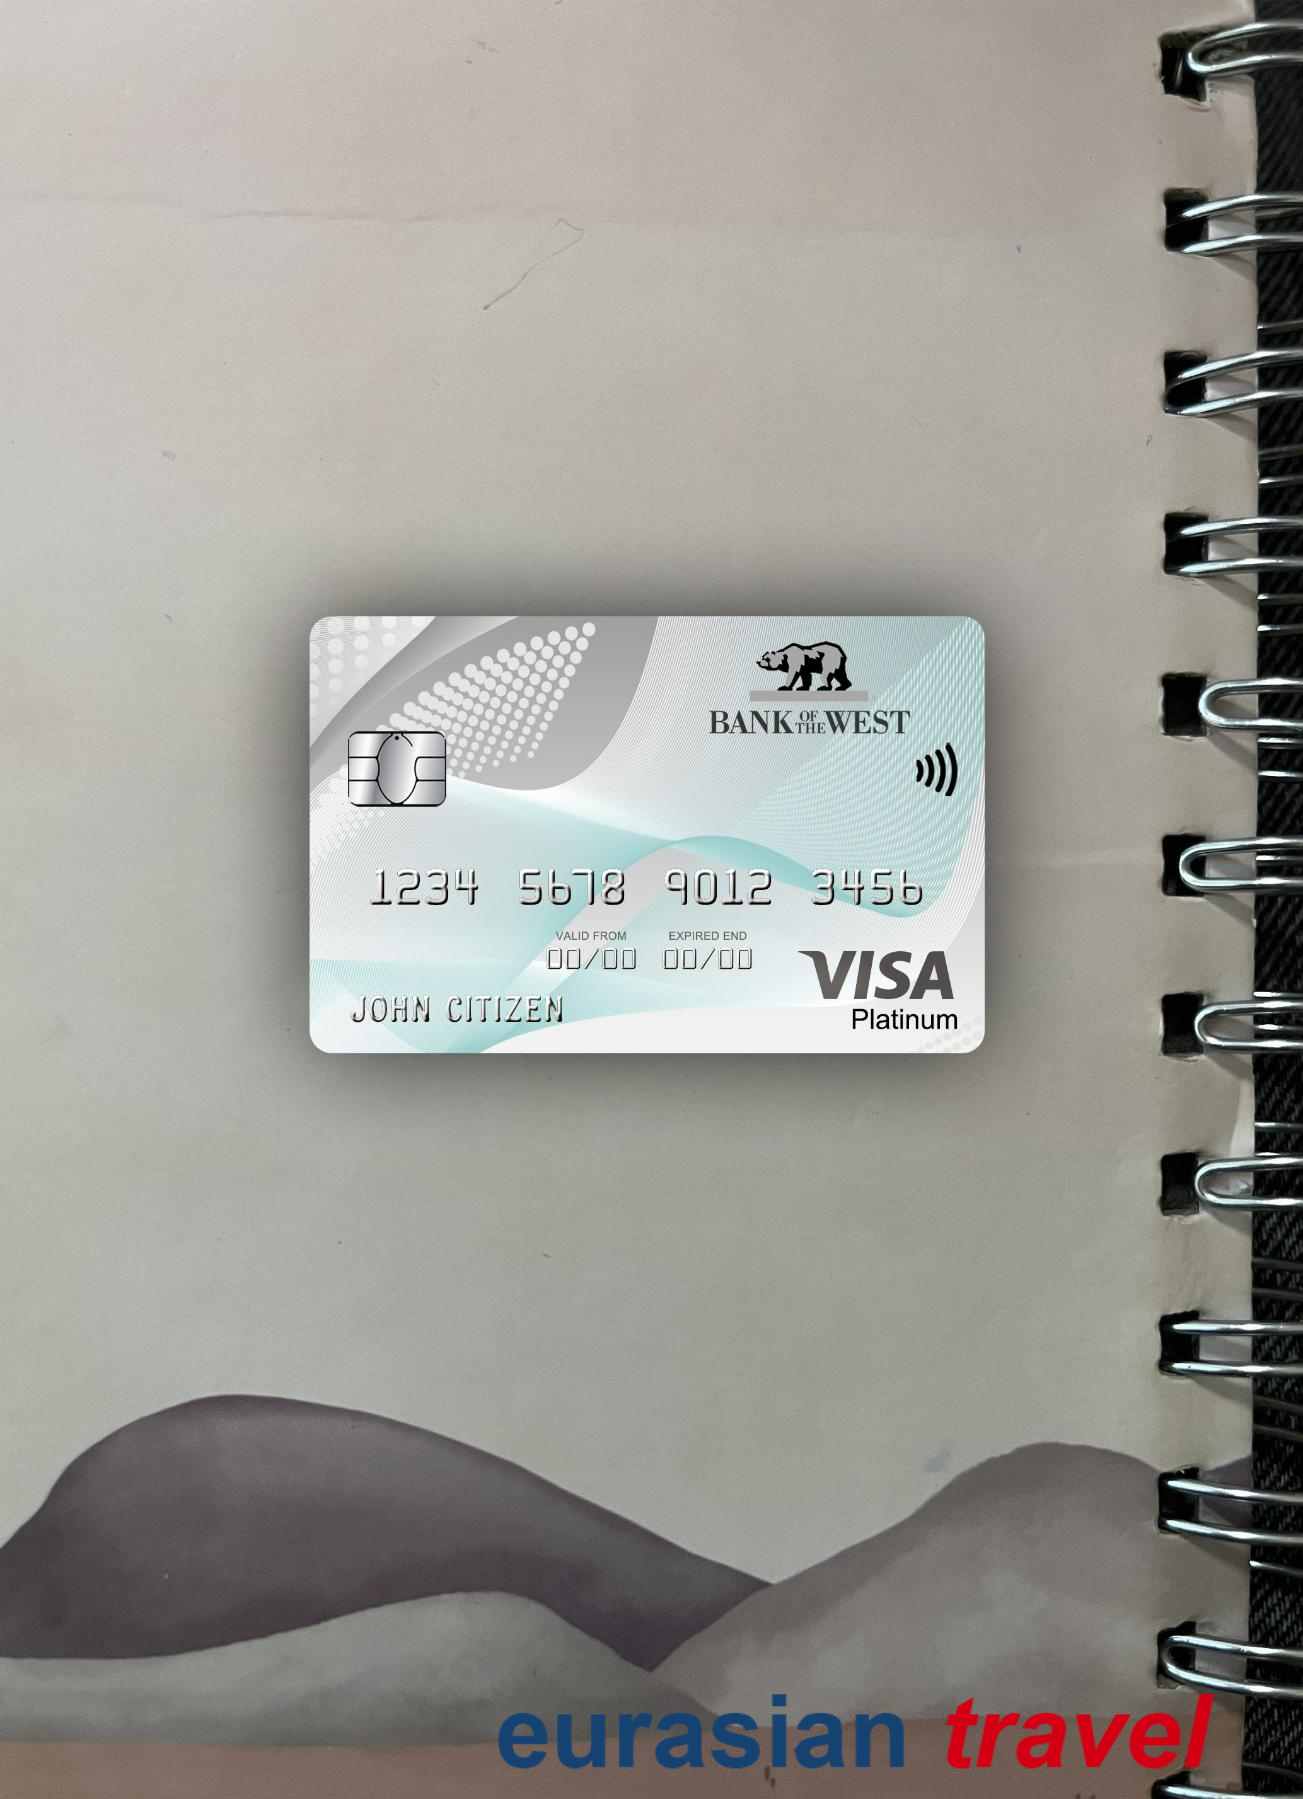 BANK OF THE WEST
1234 5678 9012 3456
VALID FROM EXPIRED END
00/00 00/00
VISA
JOHN CITIZEN
Platinum
eurasian travel